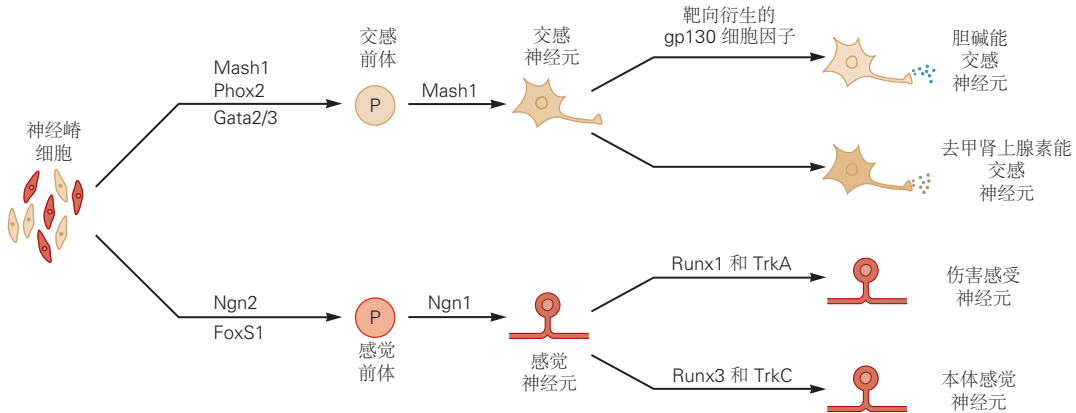 神经嵴
细胞
Mash1
Phox2
Gata2/3
交感
前体
P
Mash1
交感
神经元
靶向衍生的
gp130 细胞因子
胆碱能
交感
神经元
去甲肾上腺素能
交感
神经元
Ngn2
FoxS1
P
感觉
前体
Ngn1
感觉
神经元
Runx1 和 TrkA
伤害感受
神经元
Runx3 和 TrkC
本体感觉
神经元